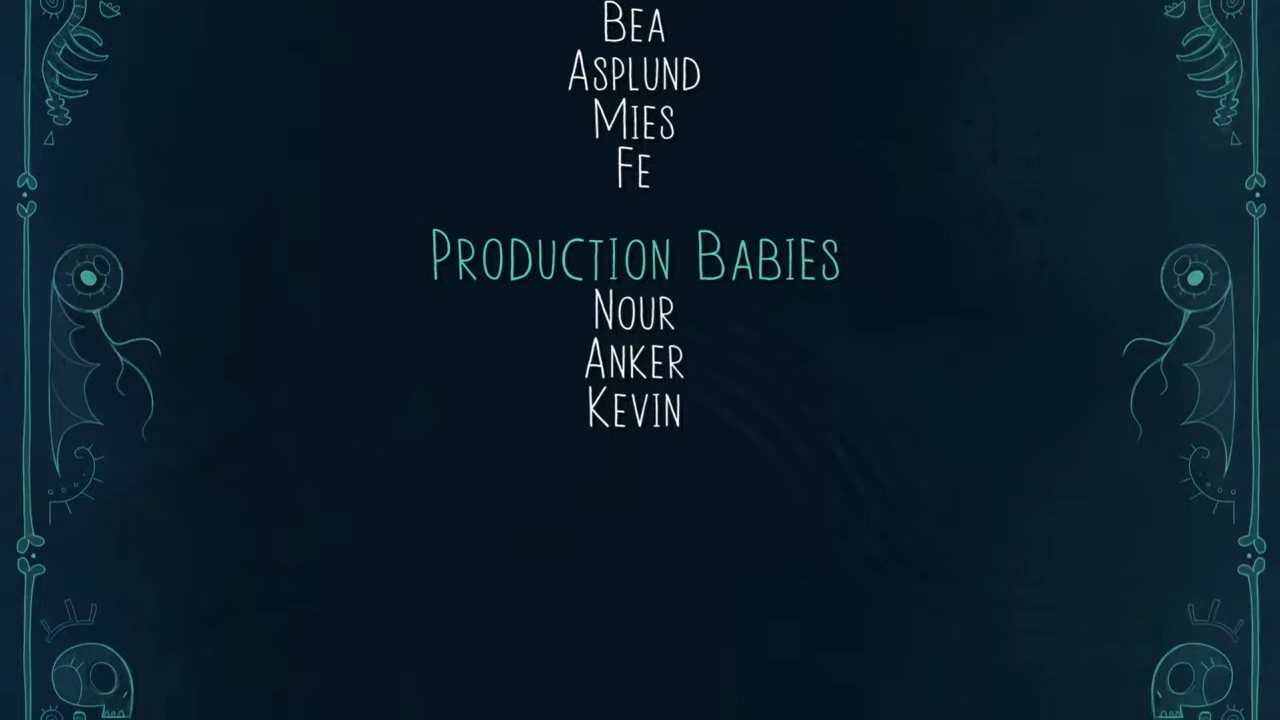 Bea
Asplund
Mies
Fe
Production Babies
Nour
Anker
Kevin